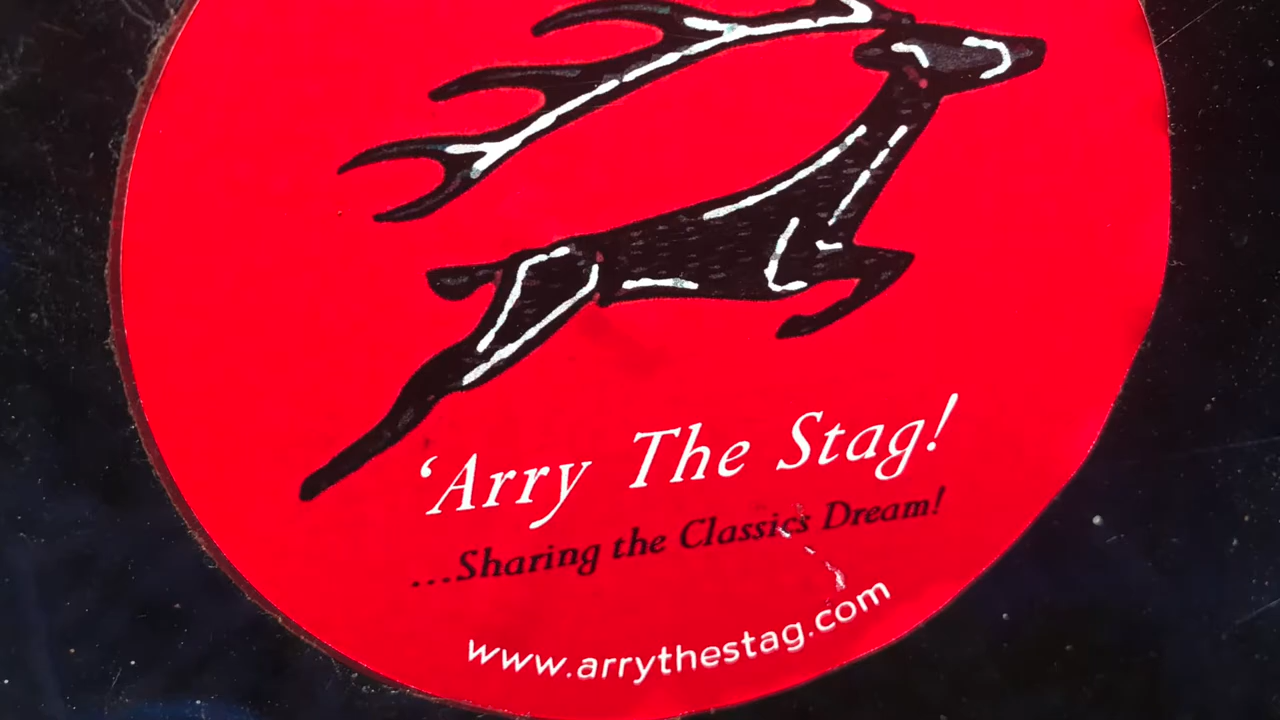 ‘Arry The Stag!
...Sharing the Classics Dream!
www.arrythestag.com